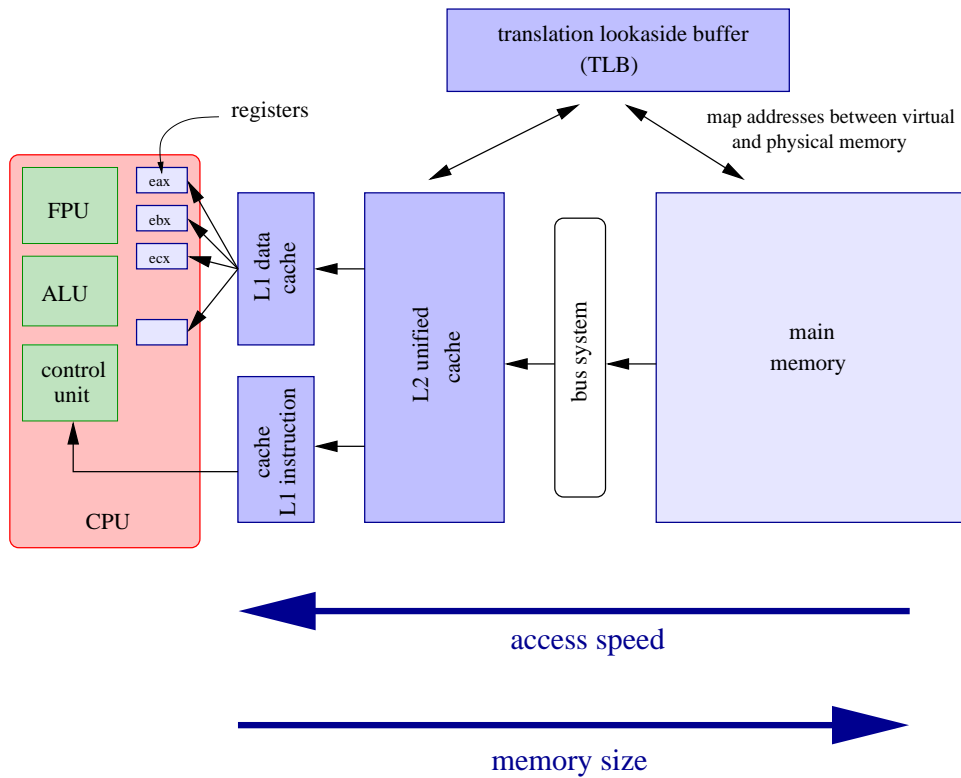 translation lookaside buffer
(TLB)
registers
map addresses between virtual
and physical memory
eax
ebx
ecx
FPU
ALU
control
unit
CPU
L1 data
cache
cache
L1 instruction
L2 unified
cache
bus system
main
memory
access speed
memory size